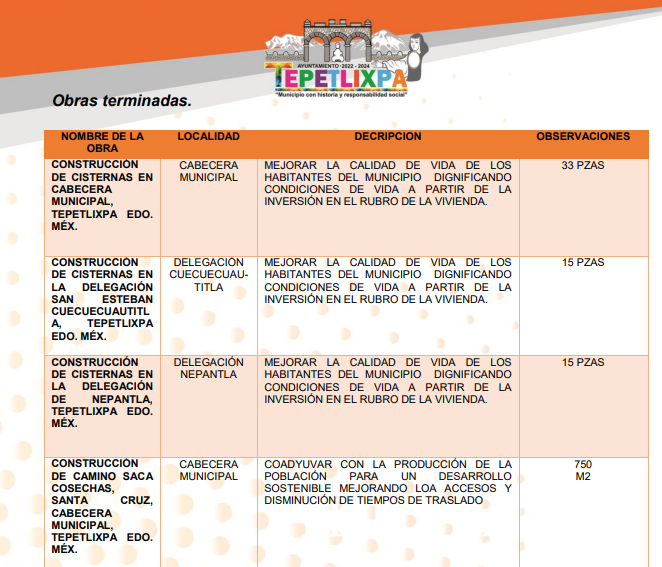 AYUNTAMIENTO · 2022 - 2024
TEPETLIXPA
"Municipio con historia y responsabilidad social"
Obras terminadas.
NOMBRE DE LA
OBRA
LOCALIDAD
DECRIPCION
OBSERVACIONES
CONSTRUCCIÓN
DE CISTERNAS EN
CABECERA
MUNICIPAL,
TEPETLIXPA EDO.
MÉX.
CABECERA
MUNICIPAL
MEJORAR LA CALIDAD DE VIDA DE LOS
HABITANTES DEL MUNICIPIO DIGNIFICANDO
CONDICIONES DE VIDA A PARTIR DE LA
INVERSIÓN EN EL RUBRO DE LA VIVIENDA.
33 PZAS
CONSTRUCCIÓN
DE CISTERNAS EN
LA DELEGACIÓN
SAN ESTEBAN
CUECUECUAUTITL
A, TEPETLIXPA
EDO. MÉX.
DELEGACIÓN
CUECUECUAU-
TITLA
MEJORAR LA CALIDAD DE VIDA DE LOS
HABITANTES DEL MUNICIPIO DIGNIFICANDO
CONDICIONES DE VIDA A PARTIR DE LA
INVERSIÓN EN EL RUBRO DE LA VIVIENDA.
15 PZAS
CONSTRUCCIÓN
DE CISTERNAS EN
LA DELEGACIÓN
DE NEPANTLA,
TEPETLIXPA EDO.
MÉX.
DELEGACIÓN
NEPANTLA
MEJORAR LA CALIDAD DE VIDA DE LOS
HABITANTES DEL MUNICIPIO DIGNIFICANDO
CONDICIONES DE VIDA A PARTIR DE LA
INVERSIÓN EN EL RUBRO DE LA VIVIENDA.
15 PZAS
CONSTRUCCIÓN
DE CAMINO SACA
COSECHAS,
SANTA CRUZ,
CABECERA
MUNICIPAL,
TEPETLIXPA EDO.
MÉX.
CABECERA
MUNICIPAL
COADYUVAR CON LA PRODUCCIÓN DE LA
POBLACIÓN PARA UN DESARROLLO
SOSTENIBLE MEJORANDO LOA ACCESOS Y
DISMINUCIÓN DE TIEMPOS DE TRASLADO
750
M2